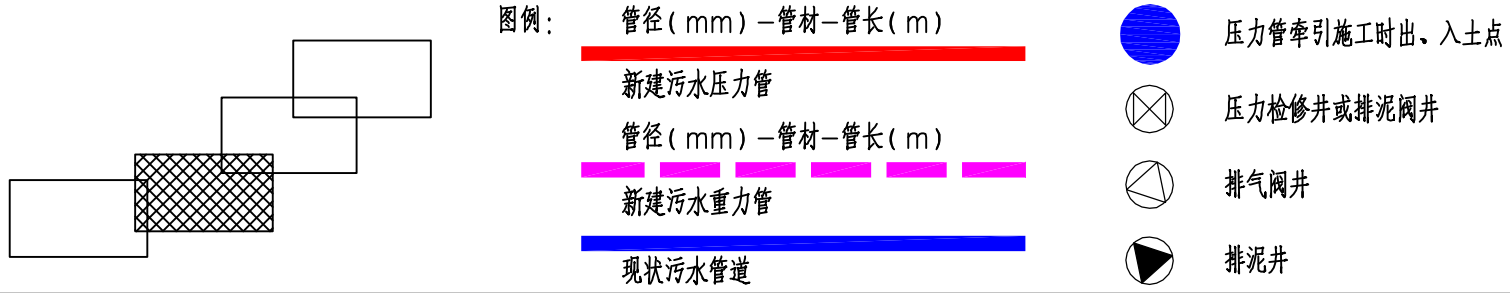 图例：
管径(mm)-管材-管长(m)
新建污水压力管
管径(mm)-管材-管长(m)
新建污水重力管
现状污水管道
压力管牵引施工时出、入土点
压力检修井或排泥阀井
排气阀井
排泥井